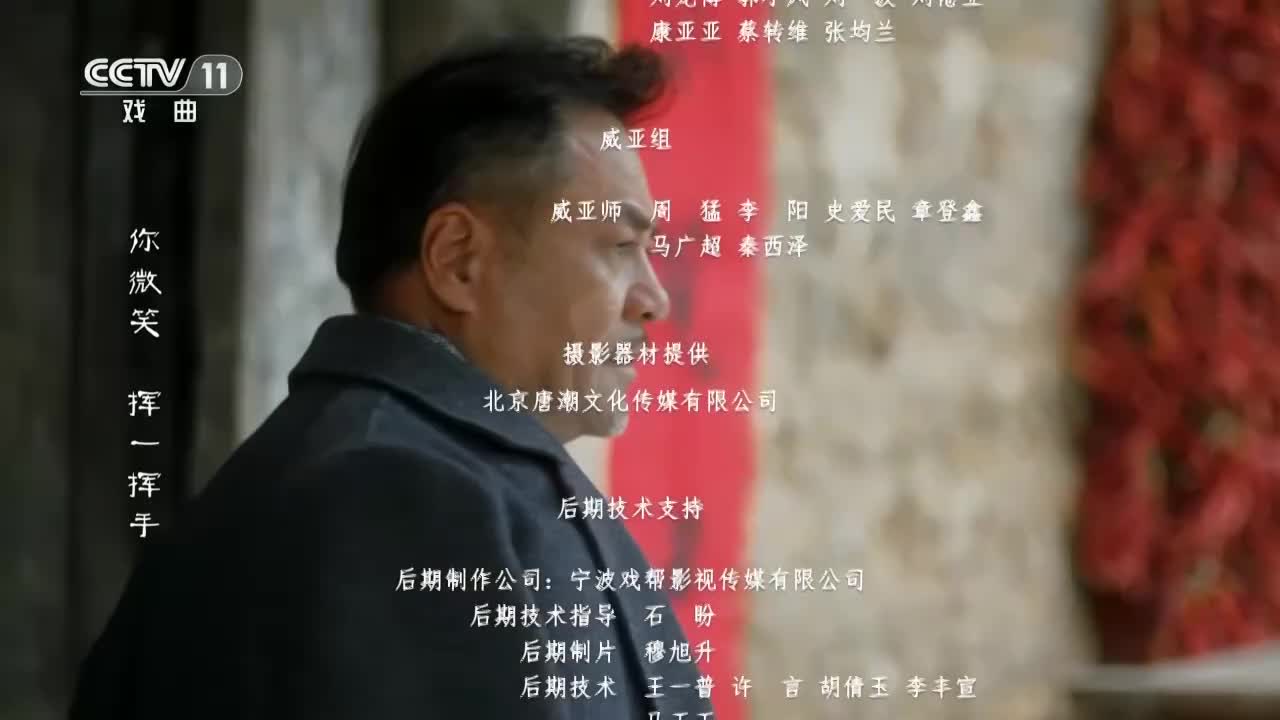 康亚亚 蔡转维 张均兰
CCTV 11
戏曲
威亚组
威亚师 周 猛 李 阳 史爱民 章登鑫
马广超 秦西泽
你微笑 挥一挥手
摄影器材提供
北京唐潮文化传媒有限公司
后期技术支持
后期制作公司：宁波戏帮影视传媒有限公司
后期技术指导 石 盼
后期制片 穆旭升
后期技术 王一普 许 言 胡倩玉 李丰宣